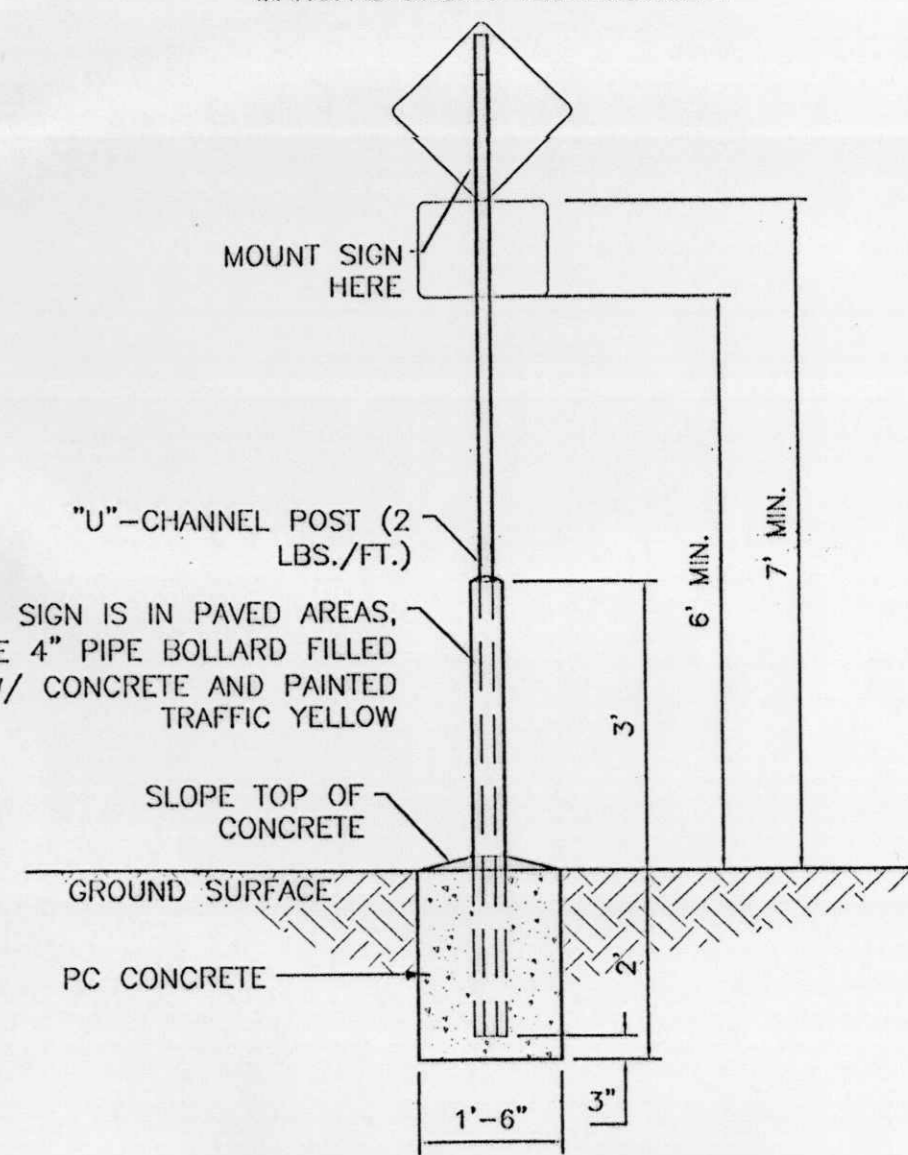 MOUNT SIGN
HERE
"U"-CHANNEL POST (2
LBS./FT.)
SIGN IS IN PAVED AREAS,
4" PIPE BOLLARD FILLED
CONCRETE AND PAINTED
TRAFFIC YELLOW
SLOPE TOP OF
CONCRETE
GROUND SURFACE
PC CONCRETE
6' MIN.
7' MIN.
3'
2'
3"
1'-6"